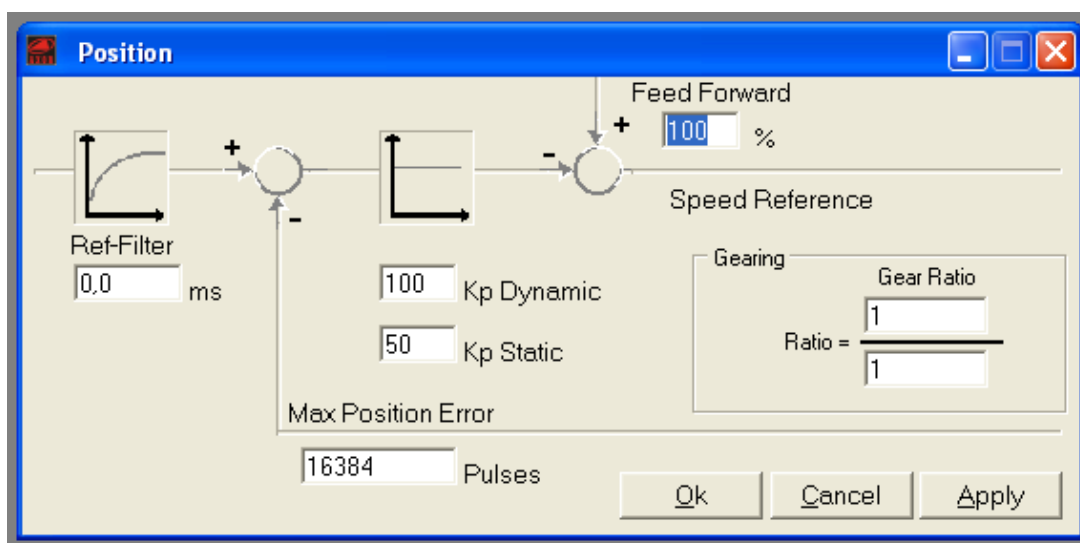 Position
Feed Forward
+ 100 %
+ -
Speed Reference
-
Ref-Filter
0,0 ms
100 Kp Dynamic
50 Kp Static
Gearing
Gear Ratio
1
Ratio =
1
Max Position Error
16384 Pulses
Ok Cancel Apply